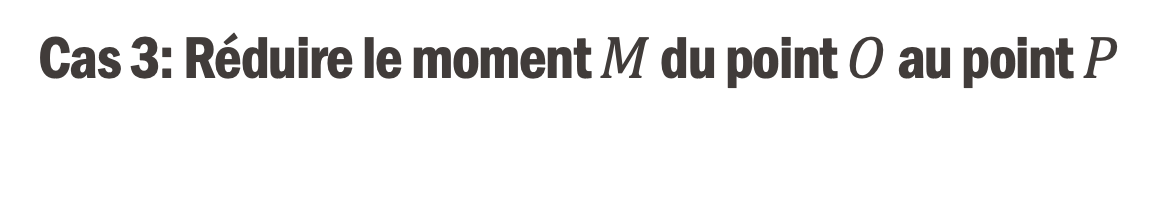 Cas 3: Réduire le moment M du point O au point P